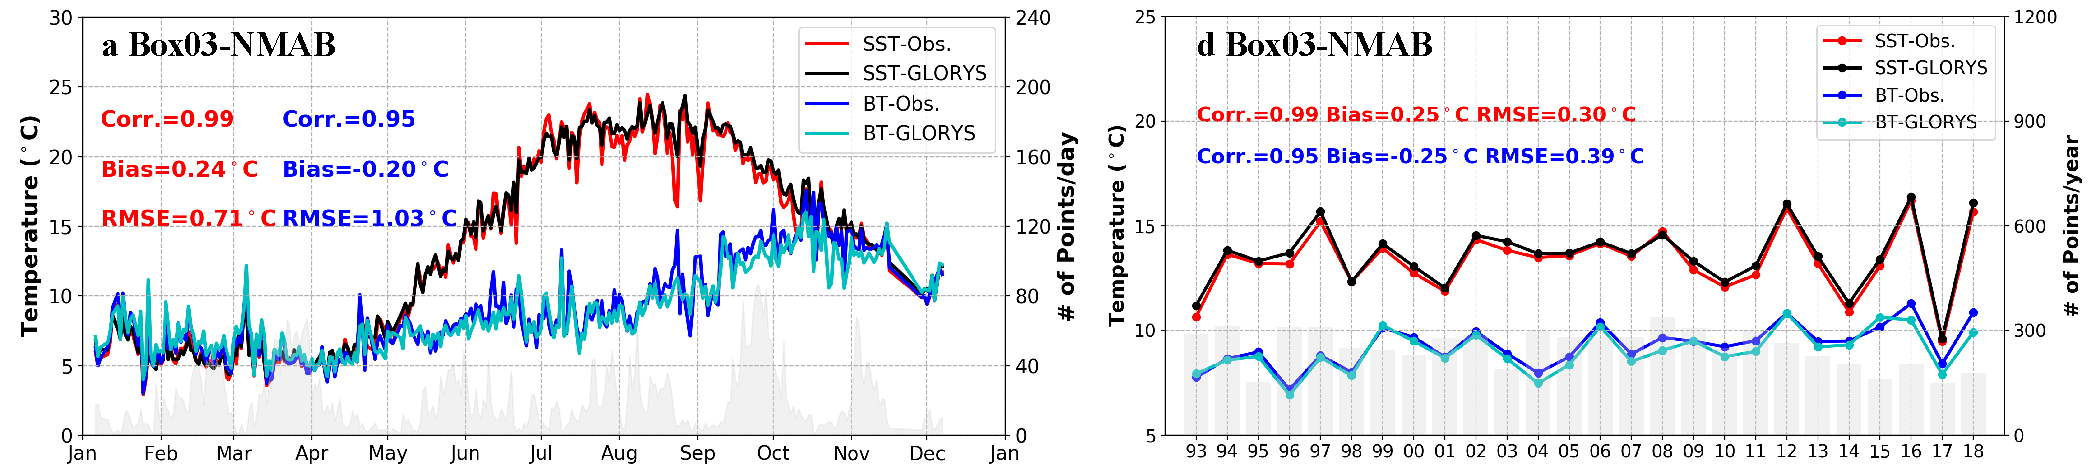 a Box03-NMAB
SST-Obs.
SST-GLORYS
BT-Obs.
BT-GLORYS
Corr.=0.99 Corr.=0.95
Bias=0.24°C Bias=-0.20°C
RMSE=0.71°C RMSE=1.03°C
Temperature (°C)
30
25
20
15
10
5
0
240
200
160
120
80
40
0
# of Points/day
Jan Feb Mar Apr May Jun Jul Aug Sep Oct Nov Dec Jan
d Box03-NMAB
SST-Obs.
SST-GLORYS
BT-Obs.
BT-GLORYS
Corr.=0.99 Bias=0.25°C RMSE=0.30°C
Corr.=0.95 Bias=-0.25°C RMSE=0.39°C
Temperature (°C)
25
20
15
10
5
1200
900
600
300
0
# of Points/year
93 94 95 96 97 98 99 00 01 02 03 04 05 06 07 08 09 10 11 12 13 14 15 16 17 18